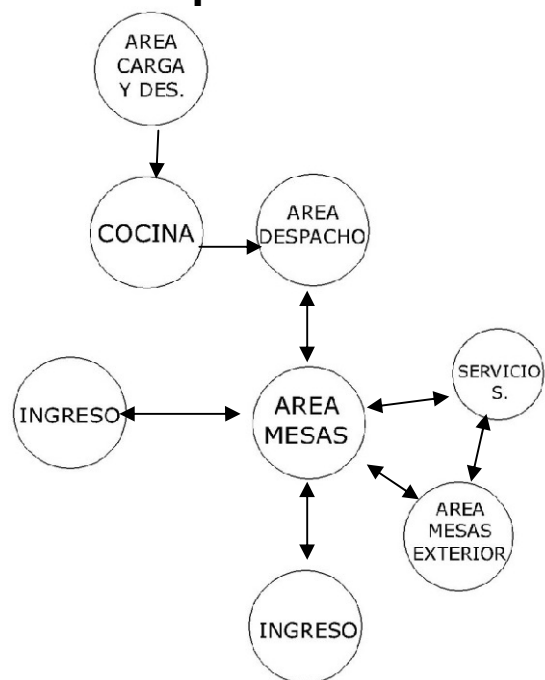 AREA
CARGA
Y DES.
COCINA
AREA
DESPACHO
SERVICIO
S.
INGRESO
AREA
MESAS
AREA
MESAS
EXTERIOR
INGRESO